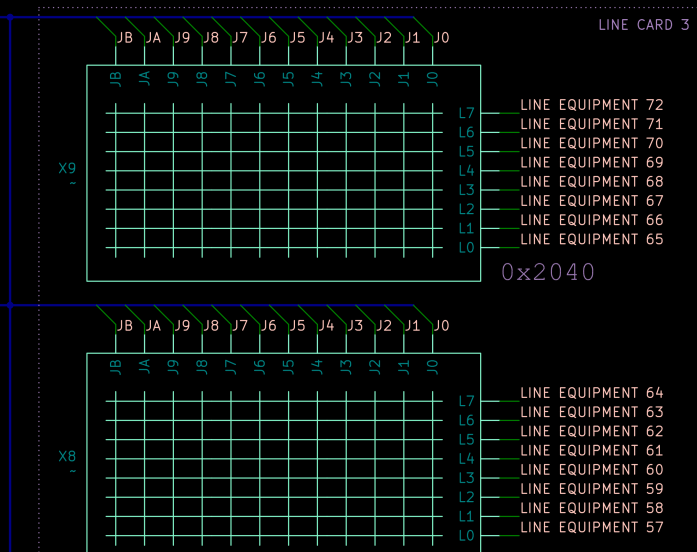 LINE CARD 3
JB JA J9 J8 J7 J6 J5 J4 J3 J2 J1 J0
JB JA J9 J8 J7 J6 J5 J4 J3 J2 J1 J0
L7 LINE EQUIPMENT 72
L6 LINE EQUIPMENT 71
L5 LINE EQUIPMENT 70
X9
L4 LINE EQUIPMENT 69
~
L3 LINE EQUIPMENT 68
L2 LINE EQUIPMENT 67
L1 LINE EQUIPMENT 66
L0 LINE EQUIPMENT 65
0x2040
JB JA J9 J8 J7 J6 J5 J4 J3 J2 J1 J0
JB JA J9 J8 J7 J6 J5 J4 J3 J2 J1 J0
L7 LINE EQUIPMENT 64
L6 LINE EQUIPMENT 63
L5 LINE EQUIPMENT 62
X8
L4 LINE EQUIPMENT 61
~
L3 LINE EQUIPMENT 60
L2 LINE EQUIPMENT 59
L1 LINE EQUIPMENT 58
L0 LINE EQUIPMENT 57